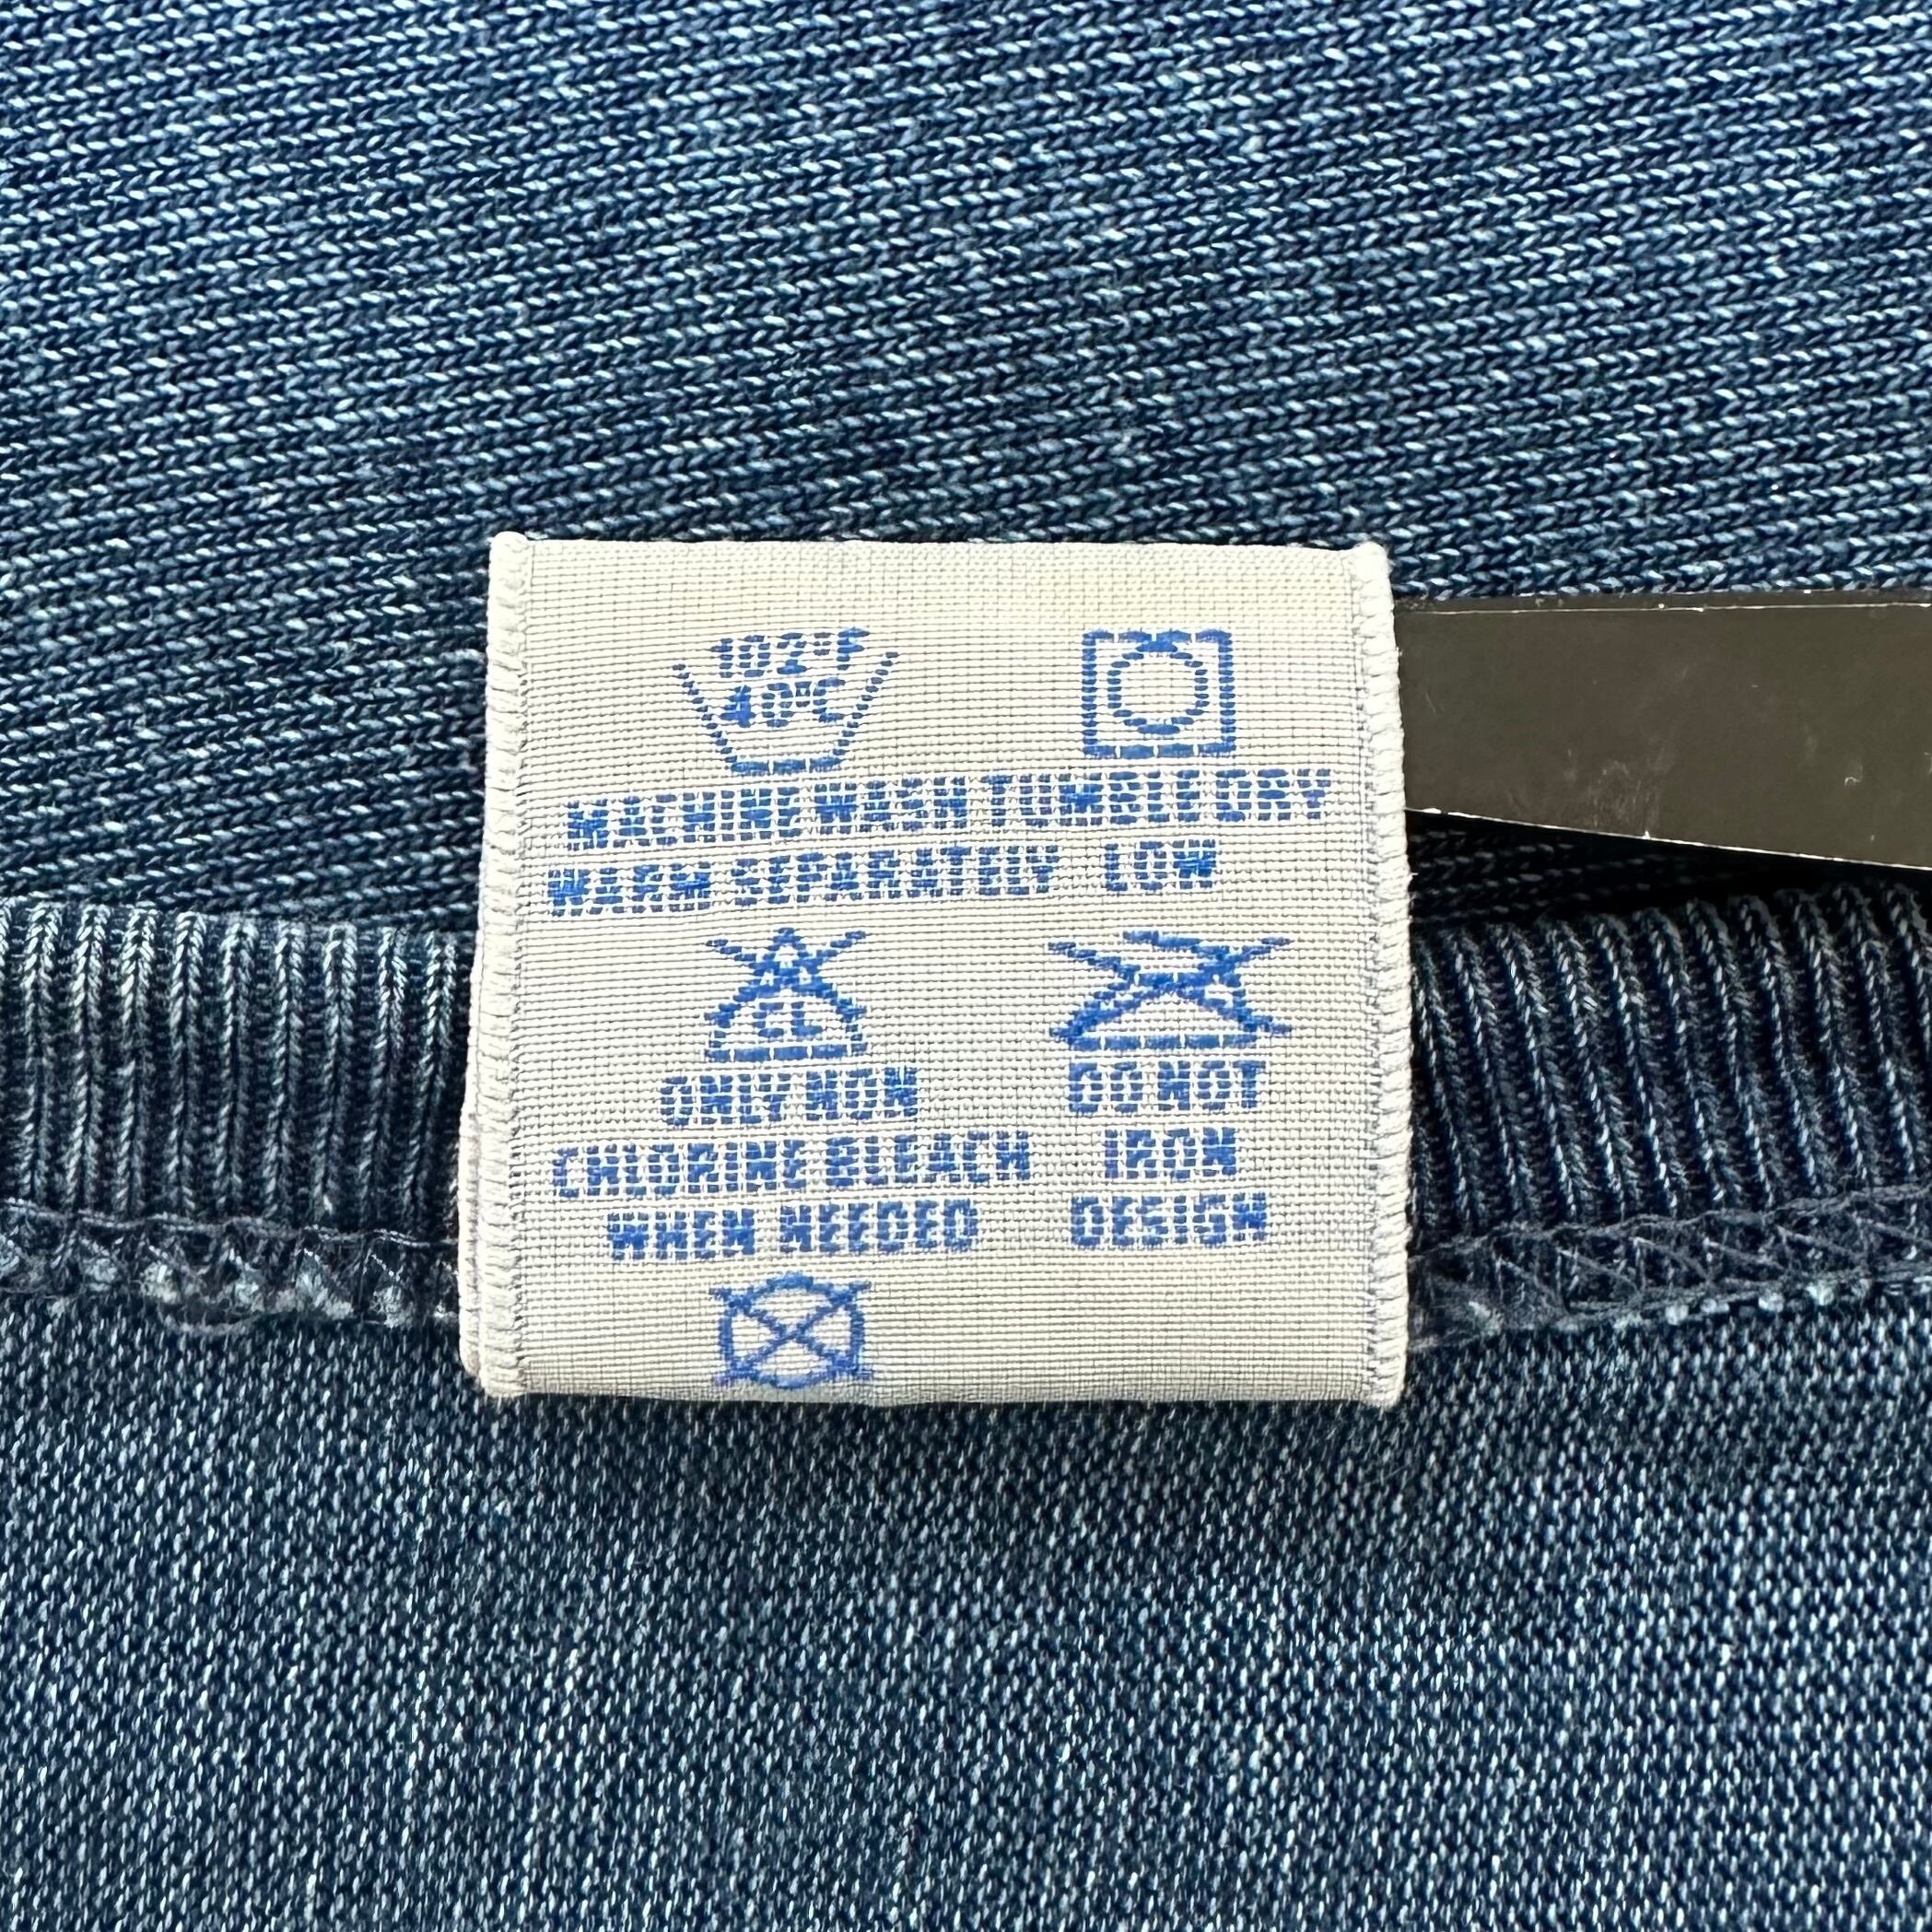 102°F
40°C
MACHINE WASH TUMBLE DRY
WARM SEPARATELY LOW
CL
ONLY NON
CHLORINE BLEACH
WHEN NEEDED
DO NOT
IRON
DESIGN